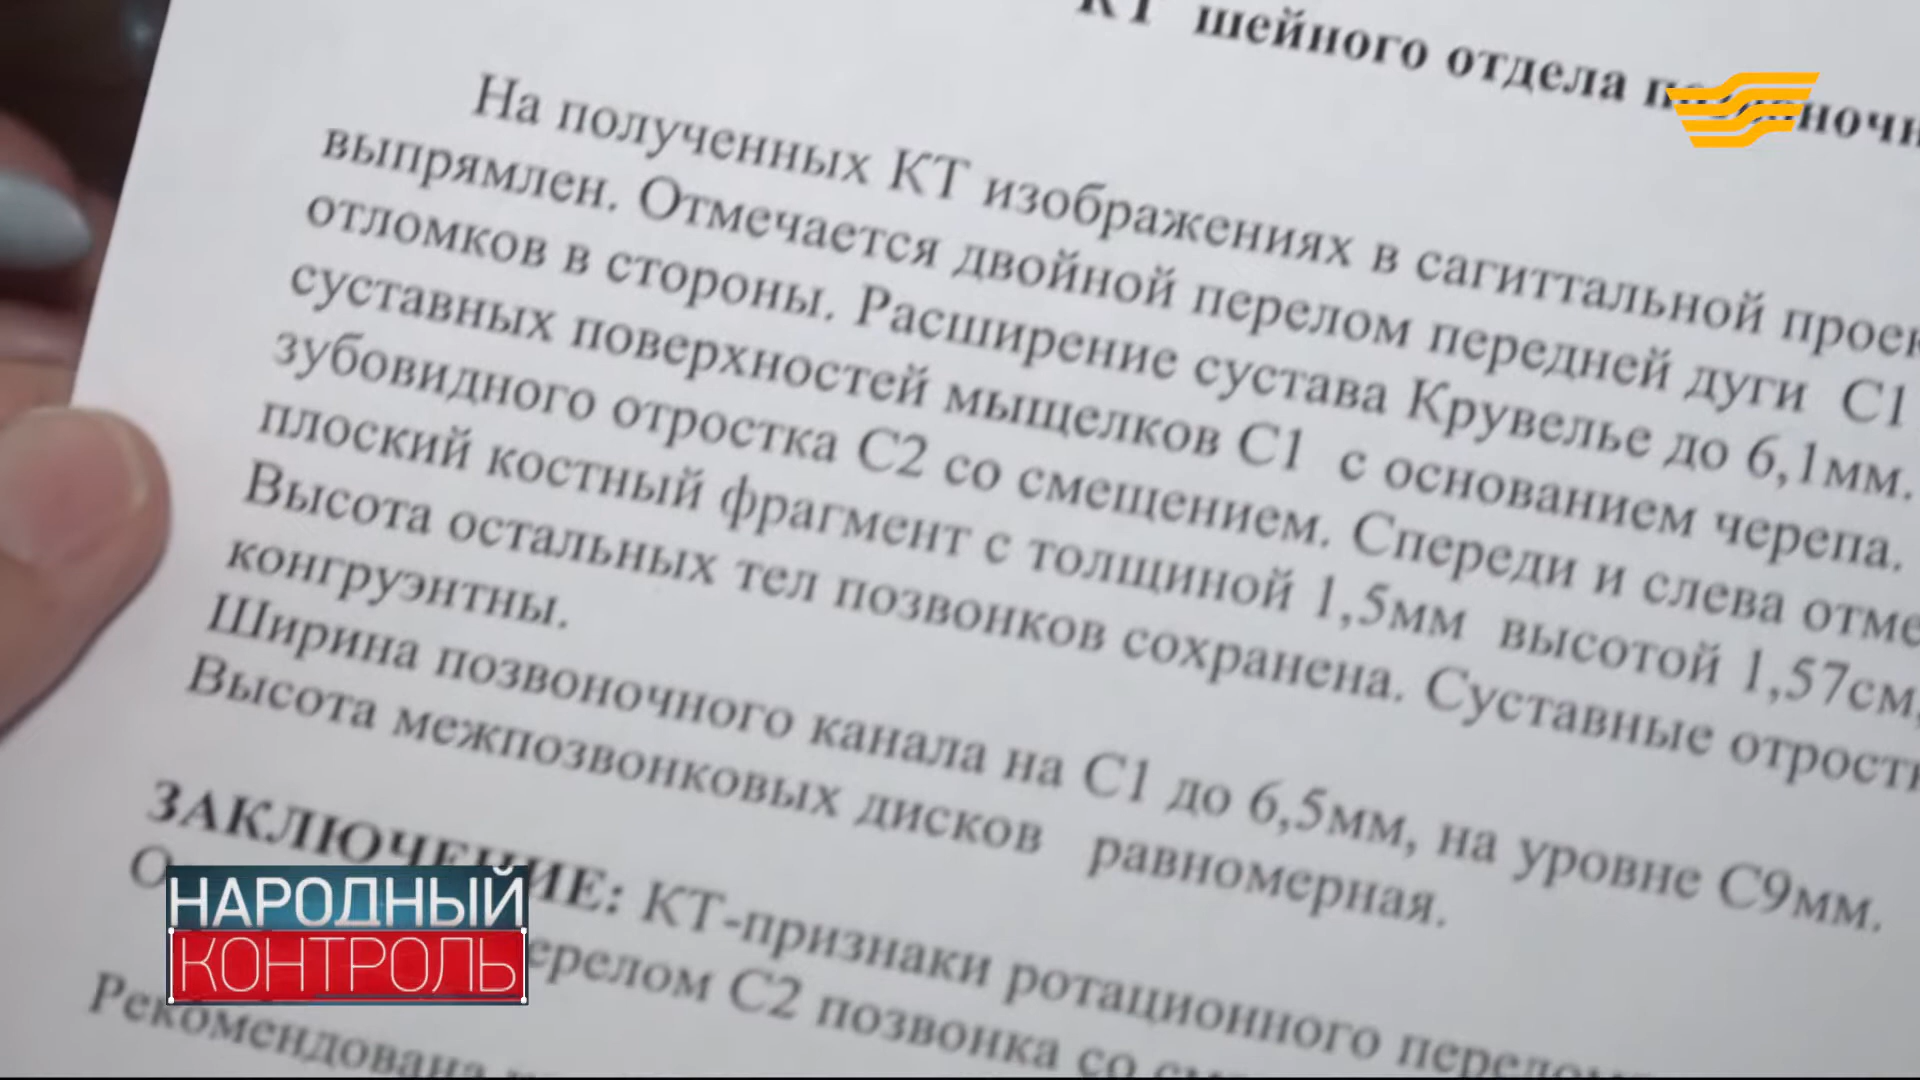 КТ шейного отдела
На полученных КТ изображениях в сагиттальной
выпрямлен. Отмечается двойной перелом передней дуги С1
отломков в стороны. Расширение сустава Крувелье до 6,1мм.
суставных поверхностей мыщелков С1 с основанием черепа.
зубовидного отростка С2 со смещением. Спереди и слева
плоский костный фрагмент с толщиной 1,5мм высотой 1,57см,
Высота остальных тел позвонков сохранена. Суставные
конгруэнтны.
Ширина позвоночного канала на С1 до 6,5мм, на уровне С9мм.
Высота межпозвонковых дисков равномерная.
ЗАКЛЮЧЕНИЕ: КТ-признаки ротационного
перелом С2 позвонка со
Рекомендована
НАРОДНЫЙ
КОНТРОЛЬ